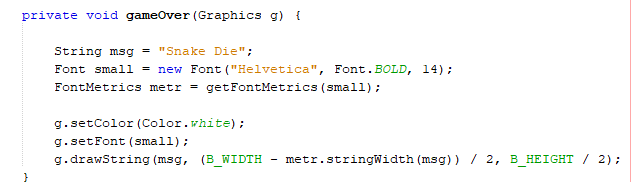 private void gameOver(Graphics g) {
String msg = "Snake Die";
Font small = new Font("Helvetica", Font.BOLD, 14);
FontMetrics metr = getFontMetrics(small);
g.setColor(Color.white);
g.setFont(small);
g.drawString(msg, (B_WIDTH - metr.stringWidth(msg)) / 2, B_HEIGHT / 2);
}